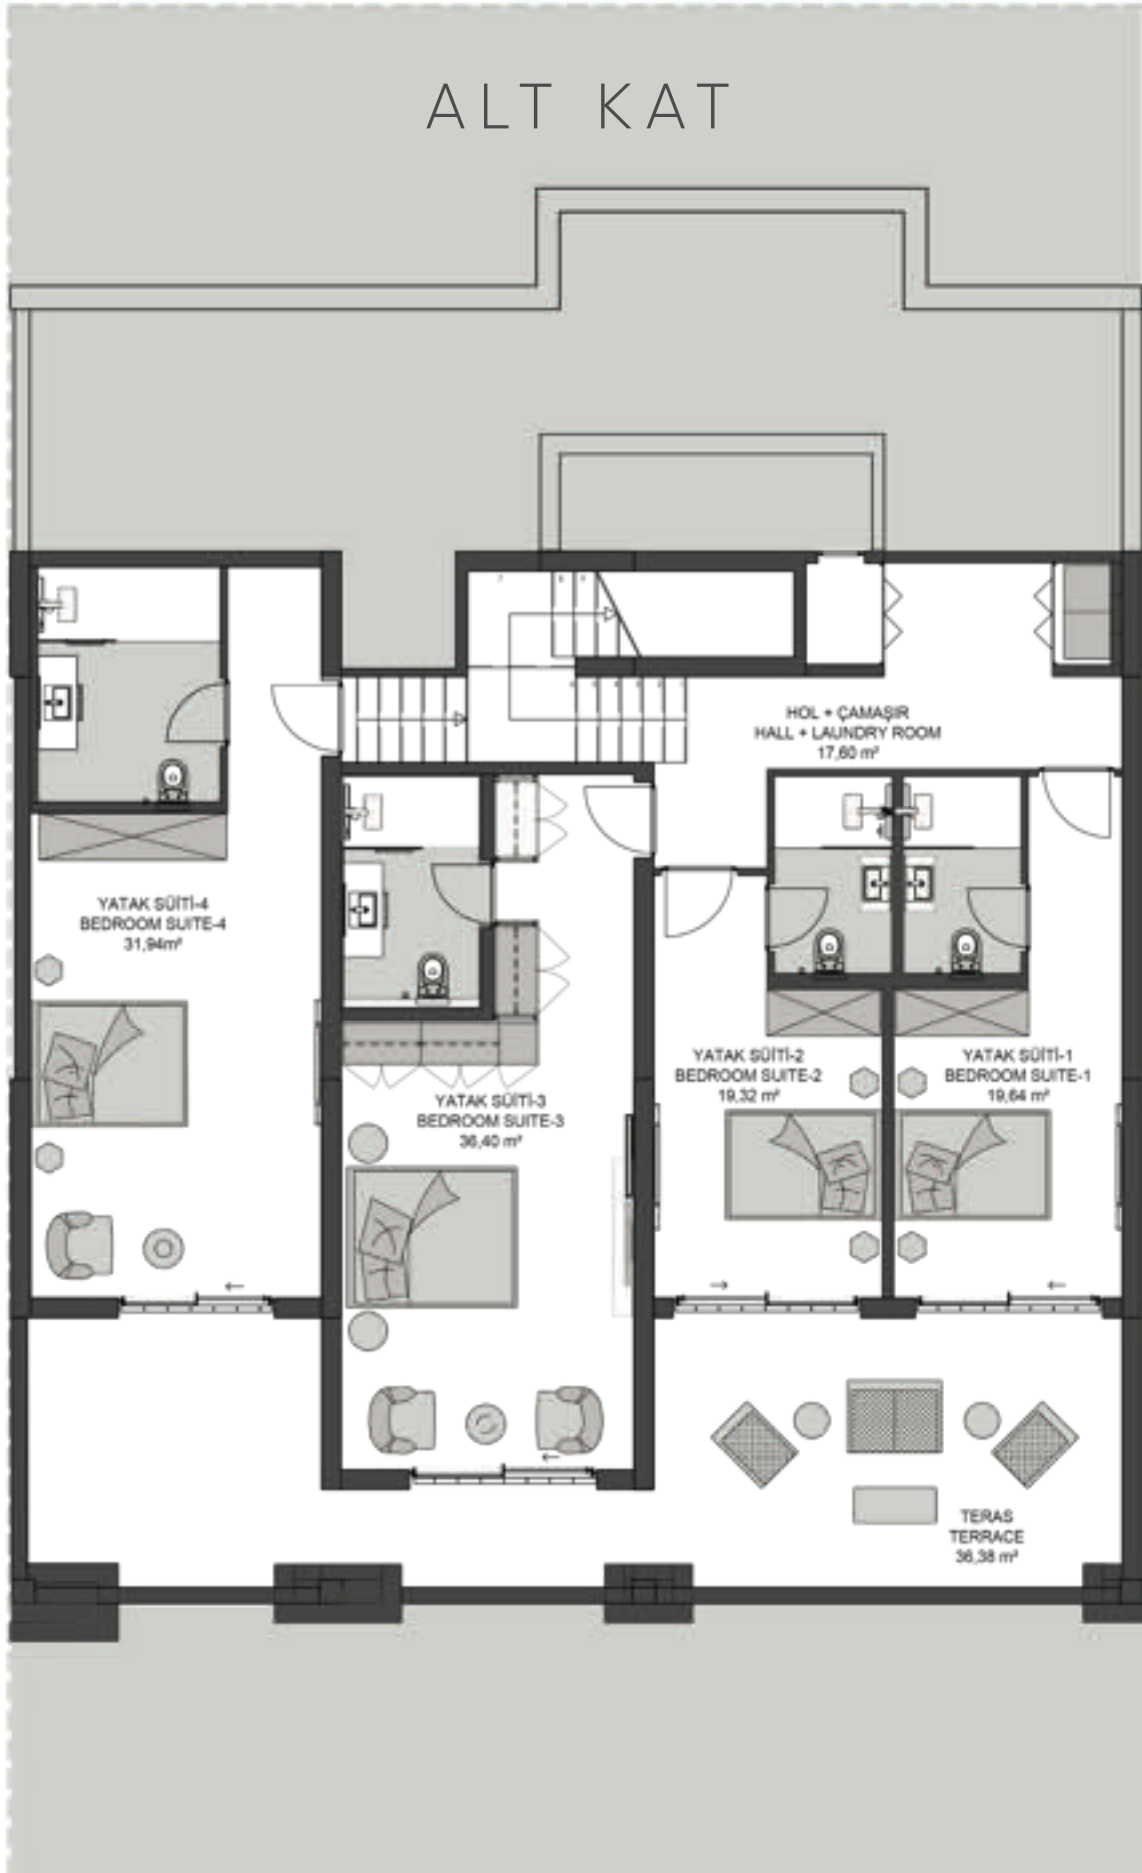 ALT KAT
HOL + ÇAMAŞIR
HALL + LAUNDRY ROOM
17,60 m²
YATAK SÜİTİ-4
BEDROOM SUITE-4
31,94m²
YATAK SÜİTİ-3
BEDROOM SUITE-3
36,40 m²
YATAK SÜİTİ-2
BEDROOM SUITE-2
19,32 m²
YATAK SÜİTİ-1
BEDROOM SUITE-1
19,64 m²
TERAS
TERRACE
36,38 m²